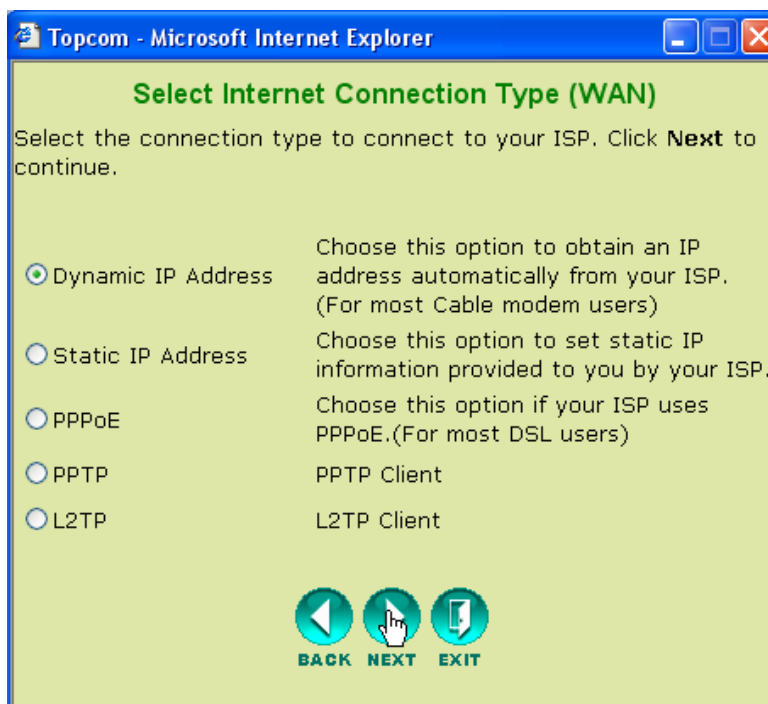 Topcom - Microsoft Internet Explorer
Select Internet Connection Type (WAN)
Select the connection type to connect to your ISP. Click Next to
continue.
Dynamic IP Address
Choose this option to obtain an IP
address automatically from your ISP.
(For most Cable modem users)
Static IP Address
Choose this option to set static IP
information provided to you by your ISP.
PPPoE
Choose this option if your ISP uses
PPPoE.(For most DSL users)
PPTP
PPTP Client
L2TP
L2TP Client
BACK NEXT EXIT